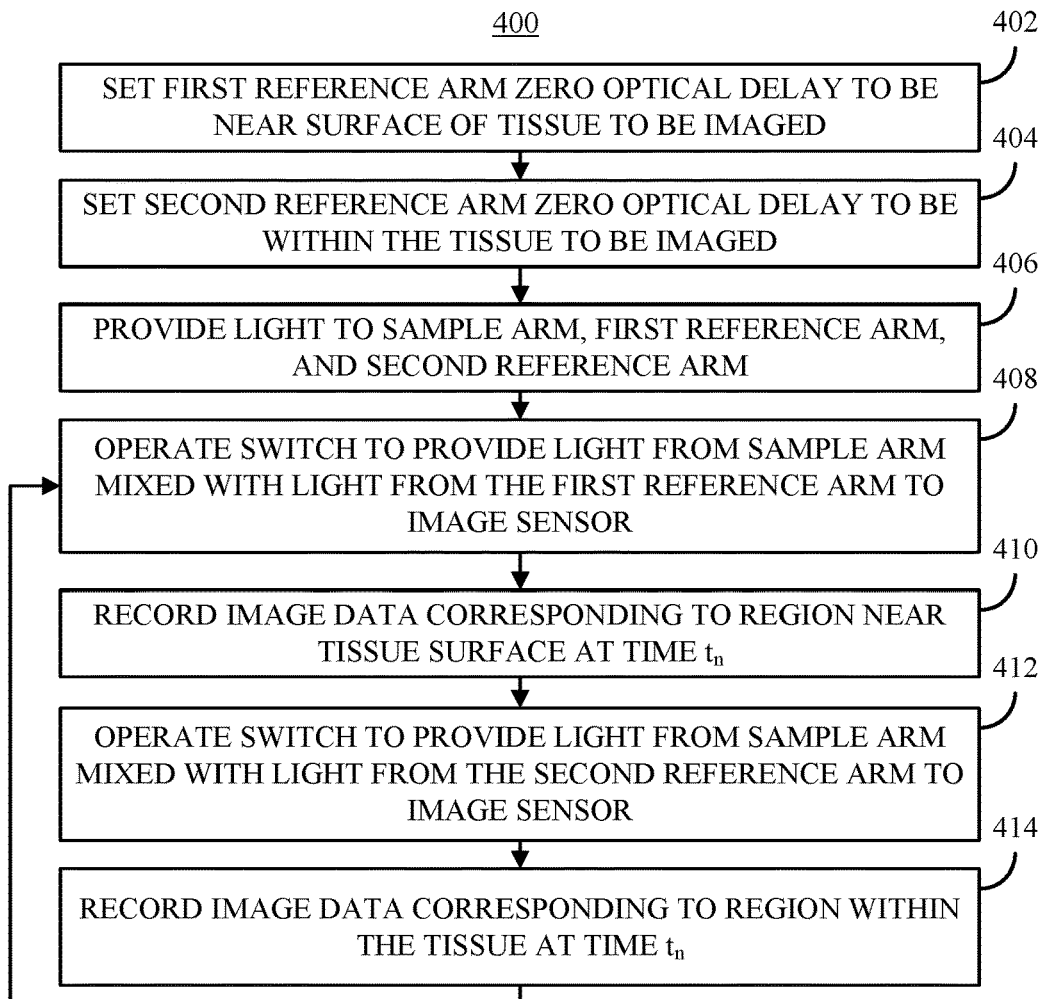 400
402
SET FIRST REFERENCE ARM ZERO OPTICAL DELAY TO BE
NEAR SURFACE OF TISSUE TO BE IMAGED
404
SET SECOND REFERENCE ARM ZERO OPTICAL DELAY TO BE
WITHIN THE TISSUE TO BE IMAGED
406
PROVIDE LIGHT TO SAMPLE ARM, FIRST REFERENCE ARM,
AND SECOND REFERENCE ARM
408
OPERATE SWITCH TO PROVIDE LIGHT FROM SAMPLE ARM
MIXED WITH LIGHT FROM THE FIRST REFERENCE ARM TO
IMAGE SENSOR
410
RECORD IMAGE DATA CORRESPONDING TO REGION NEAR
TISSUE SURFACE AT TIME tₙ
412
OPERATE SWITCH TO PROVIDE LIGHT FROM SAMPLE ARM
MIXED WITH LIGHT FROM THE SECOND REFERENCE ARM TO
IMAGE SENSOR
414
RECORD IMAGE DATA CORRESPONDING TO REGION WITHIN
THE TISSUE AT TIME tₙ